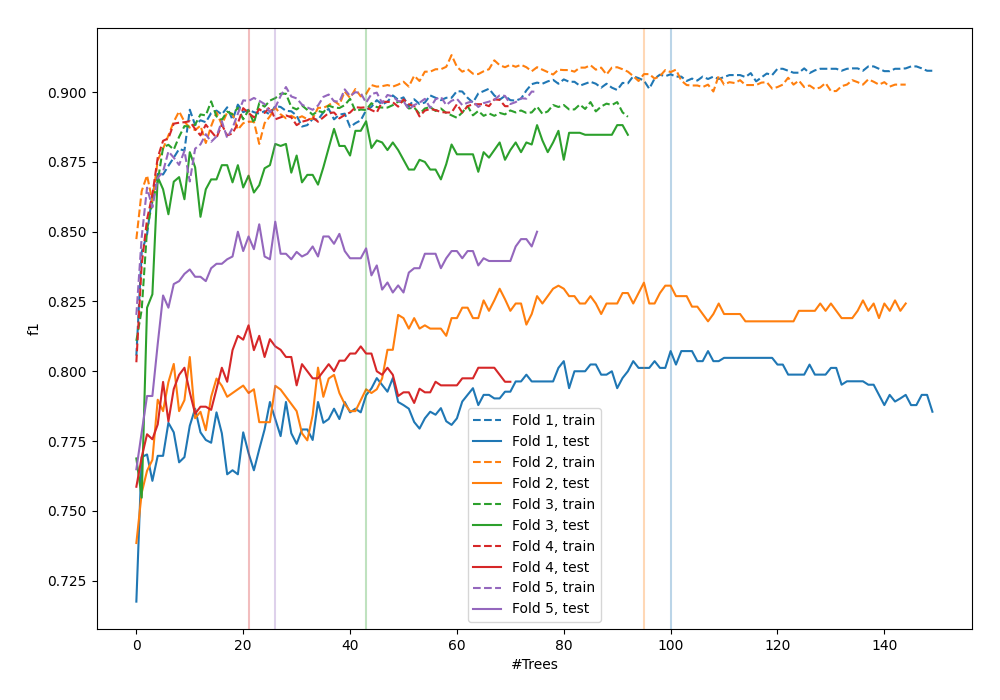 f1
0.900
0.875
0.850
0.825
0.800
0.775
0.750
0.725
0
20
40
60
80
100
120
140
#Trees
Fold 1, train
Fold 1, test
Fold 2, train
Fold 2, test
Fold 3, train
Fold 3, test
Fold 4, train
Fold 4, test
Fold 5, train
Fold 5, test